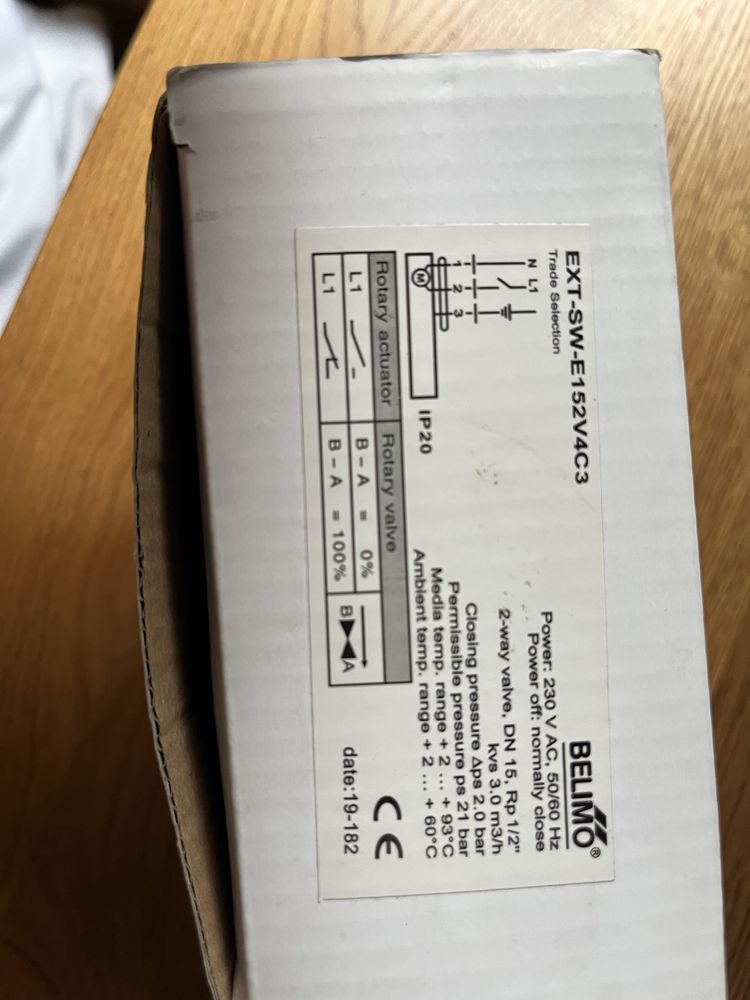 EXT-SW-E152V4C3
Trade Selection
BELIMO®
Power: 230 V AC, 50/60 Hz
Power off: normally close
2-way valve, DN 15, Rp 1/2"
kvs 3.0 m3/h
Closing pressure Δps 2.0 bar
Permissible pressure ps 21 bar
Media temp. range + 2 ... + 93°C
Ambient temp. range + 2 ... + 60°C
N L1
1 2 3
M
IP20
Rotary actuator Rotary valve
L1 B – A = 0%
L1 B – A = 100%
B A
CE
date:19-182